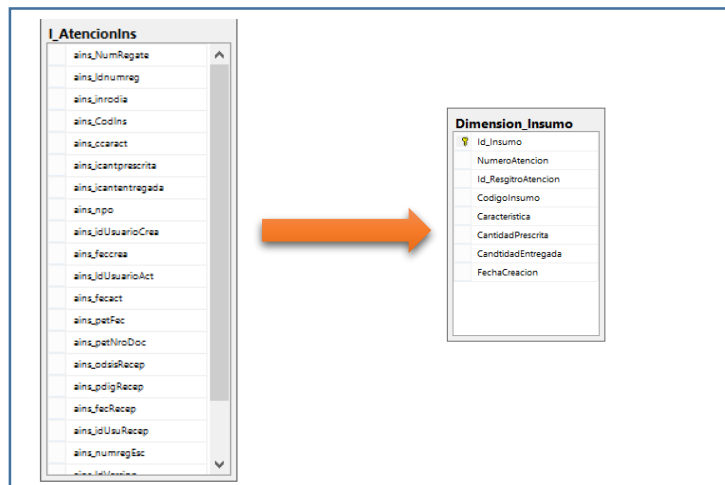 I_AtencionIns
ains_NumRegate
ains_Idnumreg
ains_inrodia
ains_CodIns
ains_ccaract
ains_icantprescrita
ains_icantentregada
ains_npo
ains_idUsuarioCrea
ains_feccrea
ains_IdUsuarioAct
ains_fecact
ains_petFec
ains_petNroDoc
ains_odsisRecep
ains_pdigRecep
ains_fecRecep
ains_idUsuRecep
ains_numregEsc
ains_IdVersion
Dimension_Insumo
Id_Insumo
NumeroAtencion
Id_ResgitroAtencion
CodigoInsumo
Caracteristica
CantidadPrescrita
CandtidadEntregada
FechaCreacion